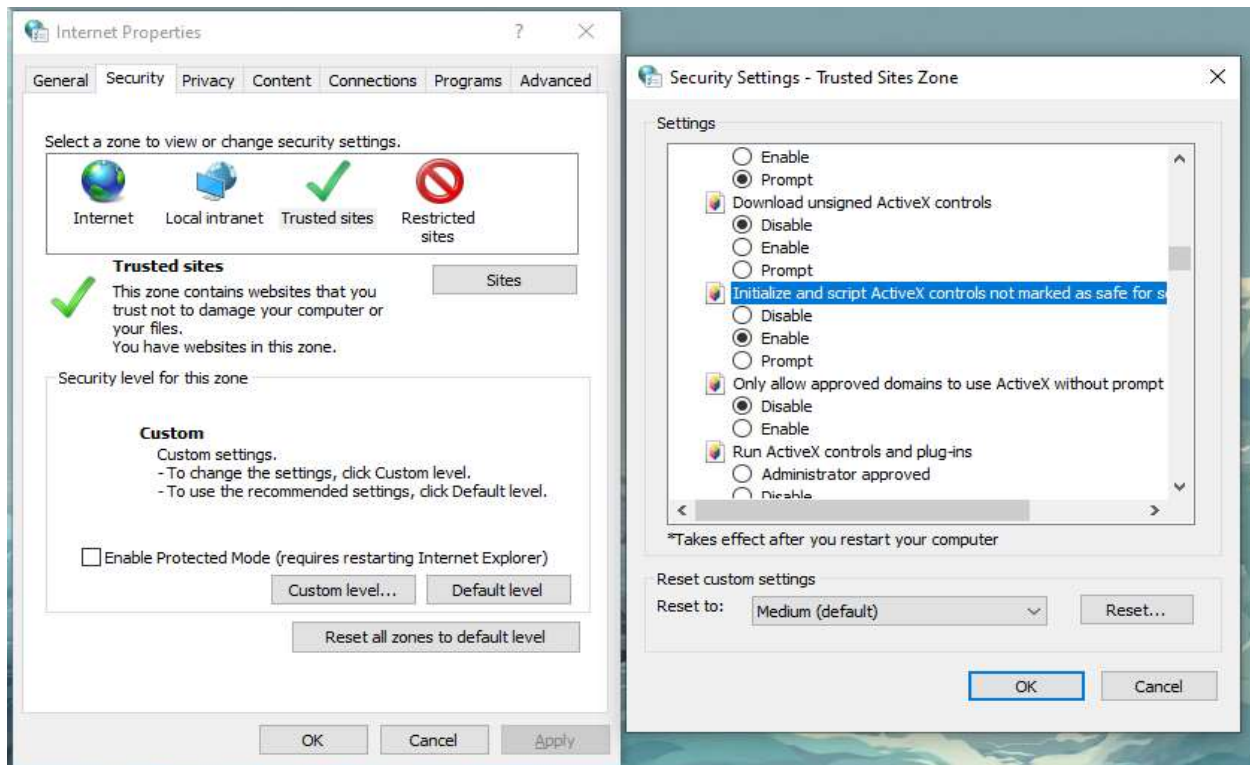 Internet Properties
?
General Security Privacy Content Connections Programs Advanced
Select a zone to view or change security settings.
Internet
Local intranet
Trusted sites
Restricted
sites
Trusted sites
This zone contains websites that you
trust not to damage your computer or
your files.
You have websites in this zone.
Sites
Security level for this zone
Custom
Custom settings.
- To change the settings, click Custom level.
- To use the recommended settings, click Default level.
Enable Protected Mode (requires restarting Internet Explorer)
Custom level...
Default level
Reset all zones to default level
OK
Cancel
Apply
Security Settings - Trusted Sites Zone
Settings
Enable
Prompt
Download unsigned ActiveX controls
Disable
Enable
Prompt
Initialize and script ActiveX controls not marked as safe for
Disable
Enable
Prompt
Only allow approved domains to use ActiveX without prompt
Disable
Enable
Run ActiveX controls and plug-ins
Administrator approved
Disable
*Takes effect after you restart your computer
Reset custom settings
Reset to:
Medium (default)
Reset...
OK
Cancel